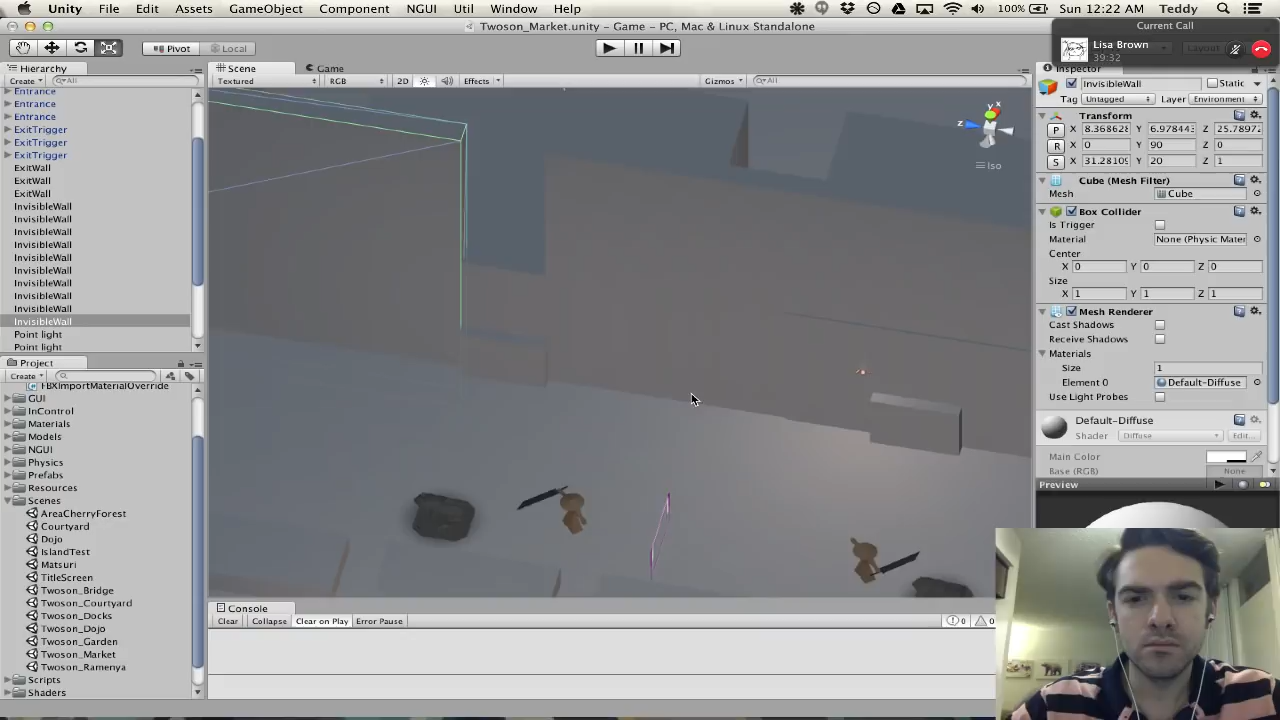 Unity File Edit Assets GameObject Component NGUI Util Window Help 100% Sun 12:22 AM Teddy
Twoson_Market.unity - Game - PC, Mac & Linux Standalone
Current Call
Lisa Brown
39:32
Layout
Pivot Local
Hierarchy
Create All
Entrance
Entrance
Entrance
ExitTrigger
ExitTrigger
ExitTrigger
ExitWall
ExitWall
ExitWall
InvisibleWall
InvisibleWall
InvisibleWall
InvisibleWall
InvisibleWall
InvisibleWall
InvisibleWall
InvisibleWall
InvisibleWall
InvisibleWall
Point light
Point light
Project
Create
FBXImportMaterialOverride
GUI
InControl
Materials
Models
NGUI
Physics
Prefabs
Resources
Scenes
AreaCherryForest
Courtyard
Dojo
IslandTest
Matsuri
TitleScreen
Twoson_Bridge
Twoson_Courtyard
Twoson_Docks
Twoson_Dojo
Twoson_Garden
Twoson_Market
Twoson_Ramenya
Scripts
Shaders
Scene Game
Textured RGB 2D Effects Gizmos All
y x
z
Iso
Console
Clear Collapse Clear on Play Error Pause 0 0
Inspector
InvisibleWall Static
Tag Untagged Layer Environment
Transform
P X 8.368628 Y 6.978443 Z 25.78972
R X 0 Y 90 Z 0
S X 31.28109 Y 20 Z 1
Cube (Mesh Filter)
Mesh Cube
Box Collider
Is Trigger
Material None (Physic Mater
Center
X 0 Y 0 Z 0
Size
X 1 Y 1 Z 1
Mesh Renderer
Cast Shadows
Receive Shadows
Materials
Size 1
Element 0 Default-Diffuse
Use Light Probes
Default-Diffuse
Shader Diffuse Edit...
Main Color
Base (RGB) None
Preview